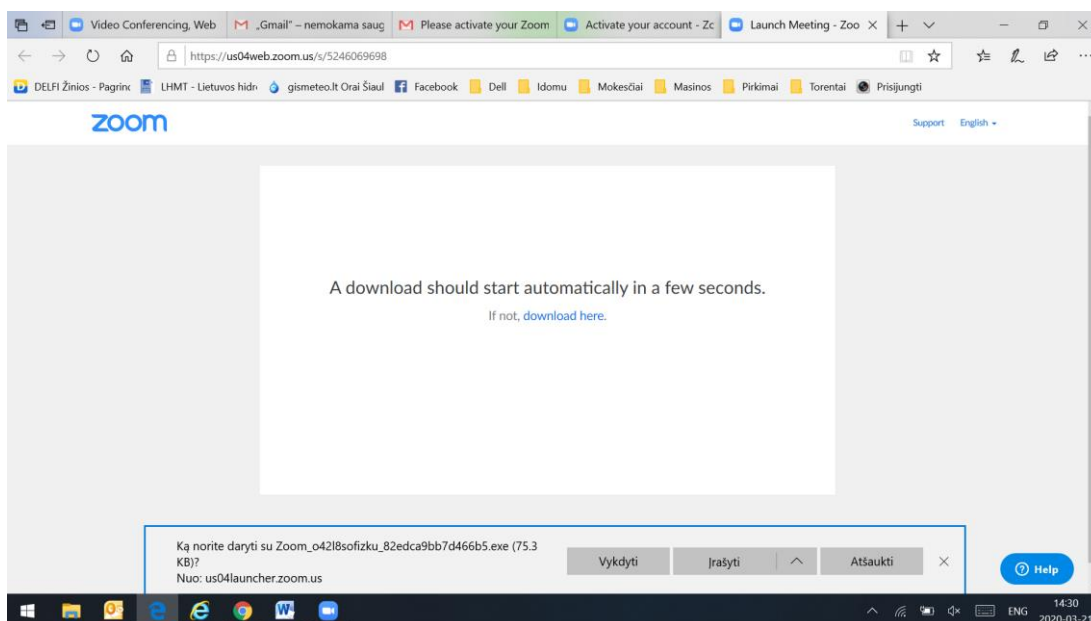 Video Conferencing, Web
„Gmail“ – nemokama saug
Please activate your Zoom
Activate your account - Zc
Launch Meeting - Zoo
https://us04web.zoom.us/s/5246069698
DELFI Žinios - Pagrinc
LHMT - Lietuvos hidr
gismeteo.lt Orai Šiaul
Facebook
Dell
Idomu
Mokesčiai
Masinos
Pirkimai
Torentai
Prisijungti
zoom
Support
English
A download should start automatically in a few seconds.
If not, download here.
Ką norite daryti su Zoom_o42l8sofizku_82edca9bb7d466b5.exe (75.3
KB)?
Nuo: us04launcher.zoom.us
Vykdyti
Įrašyti
Atšaukti
Help
ENG
14:30